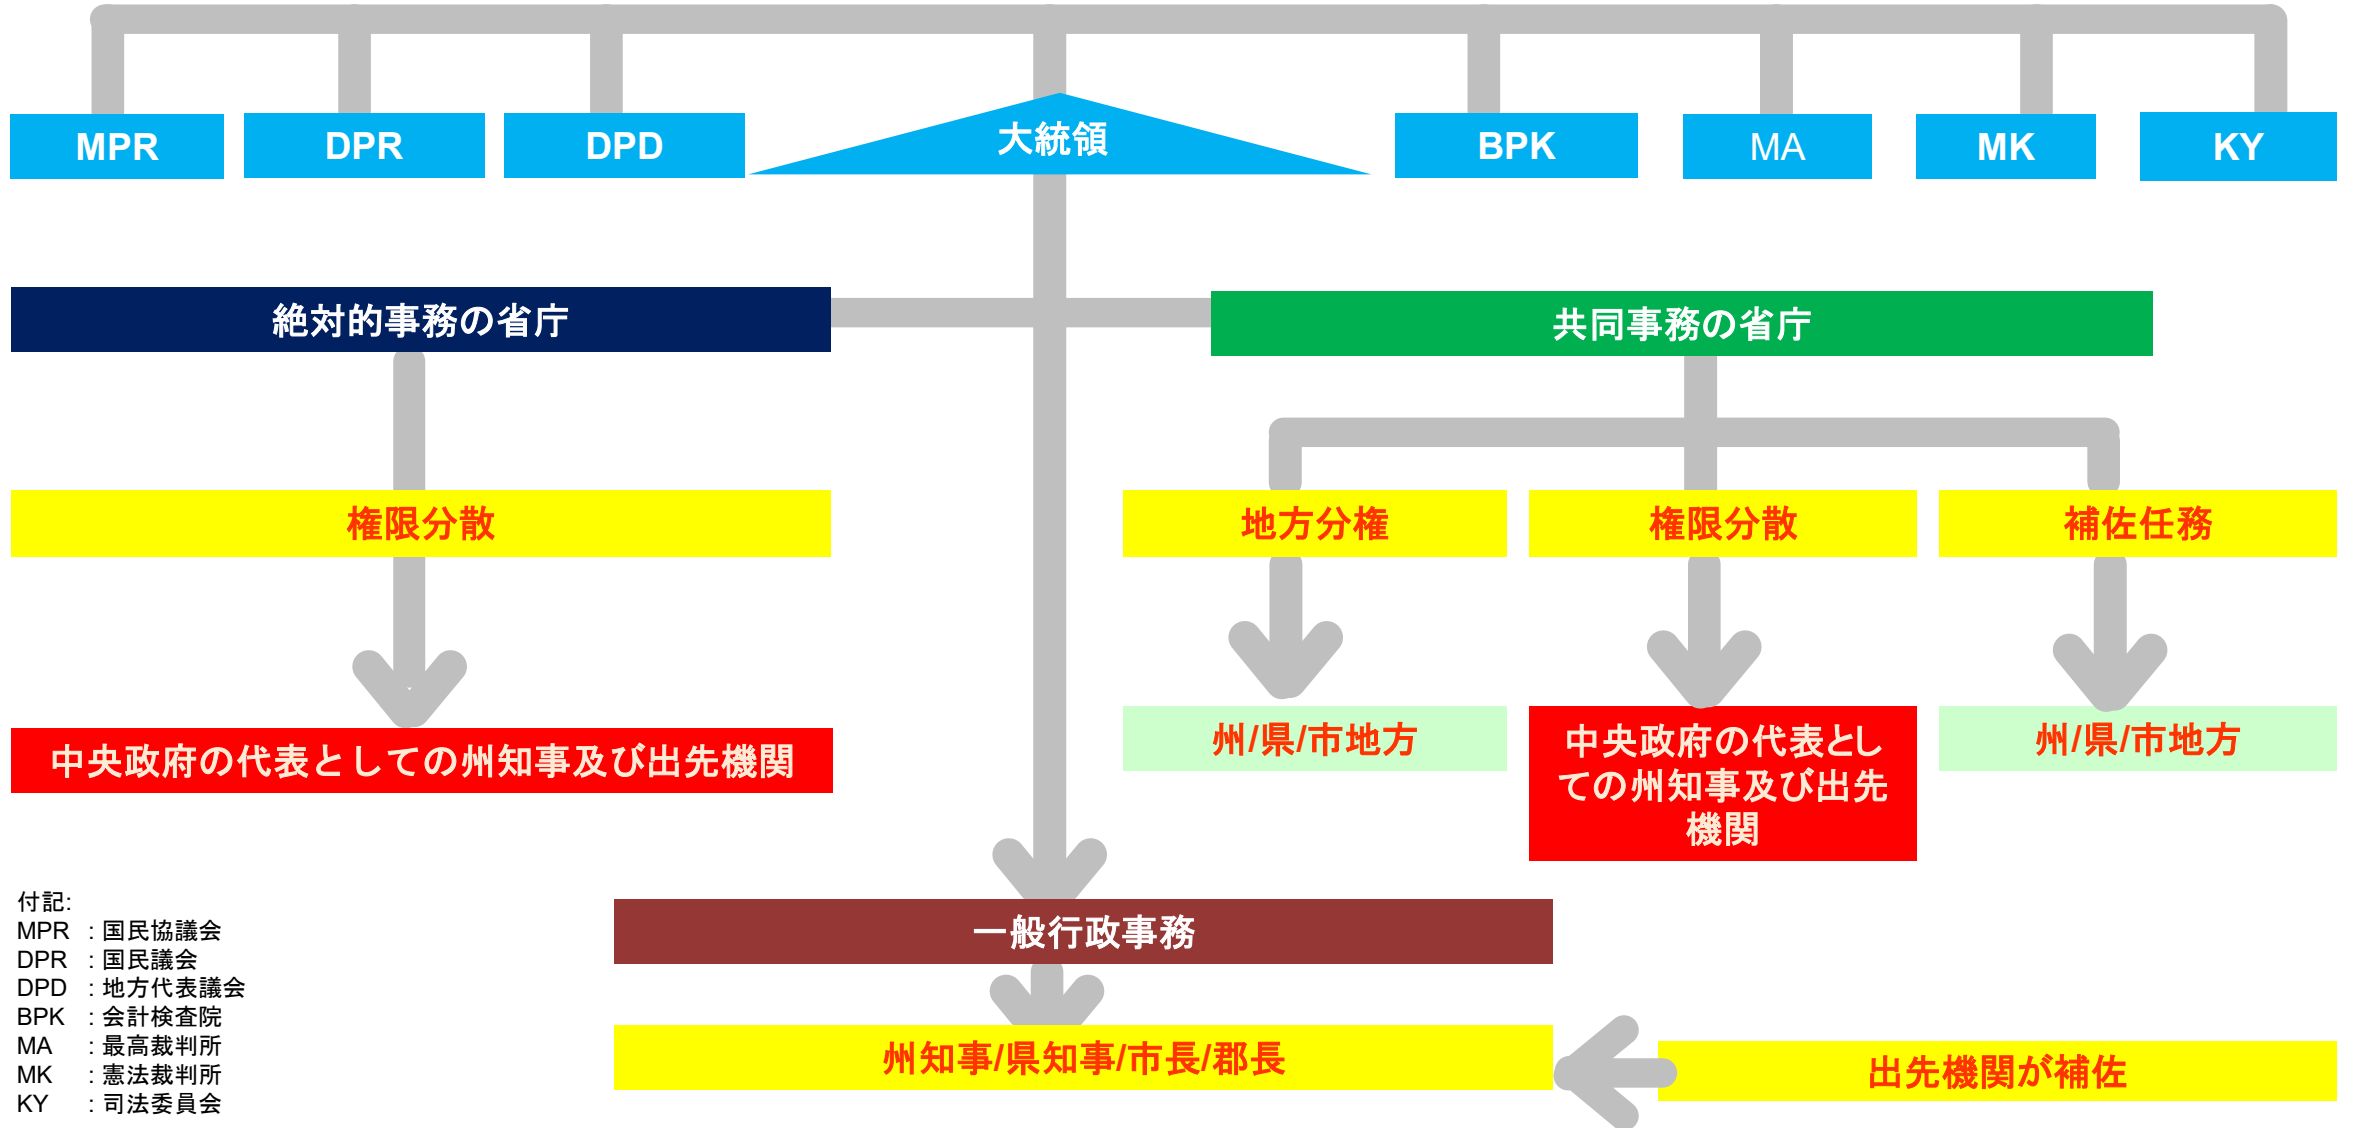 MPR
DPR
DPD
大統領
BPK
MA
MK
KY
絶対的事務の省庁
共同事務の省庁
権限分散
地方分権
権限分散
補佐任務
中央政府の代表としての州知事及び出先機関
州/県/市地方
中央政府の代表とし
ての州知事及び出先
機関
州/県/市地方
一般行政事務
州知事/県知事/市長/郡長
出先機関が補佐
付記:
MPR : 国民協議会
DPR : 国民議会
DPD : 地方代表議会
BPK : 会計検査院
MA : 最高裁判所
MK : 憲法裁判所
KY : 司法委員会